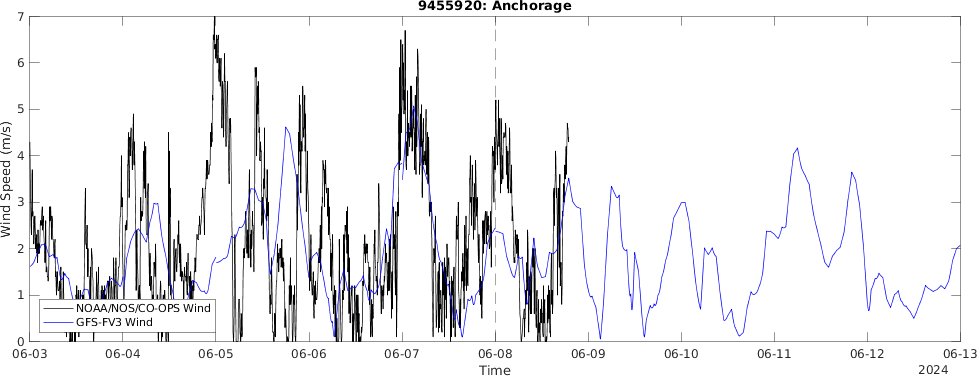 9455920: Anchorage
7
6
5
4
3
2
1
0
Wind Speed (m/s)
NOAA/NOS/CO-OPS Wind
GFS-FV3 Wind
06-03 06-04 06-05 06-06 06-07 06-08 06-09 06-10 06-11 06-12 06-13
Time
2024